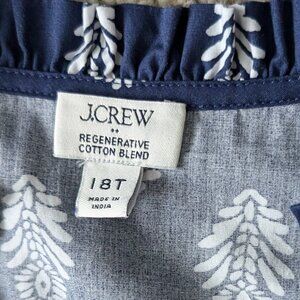 J.CREW
REGENERATIVE
COTTON BLEND
18T
MADE IN
INDIA